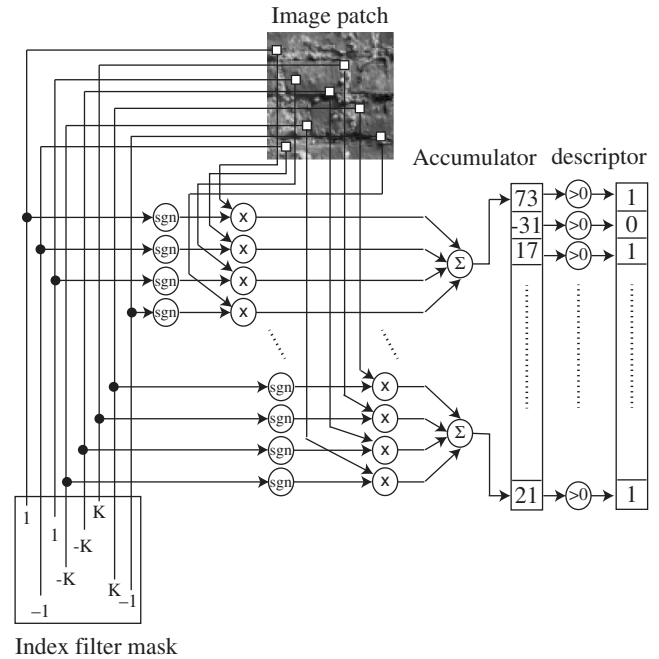 Image patch
Accumulator descriptor
sgn x 73 >0 1
sgn x -31 >0 0
sgn x Σ 17 >0 1
sgn x
sgn x
sgn x Σ
sgn x
sgn x 21 >0 1
1 1 -K K
-K K
-1 -1
Index filter mask